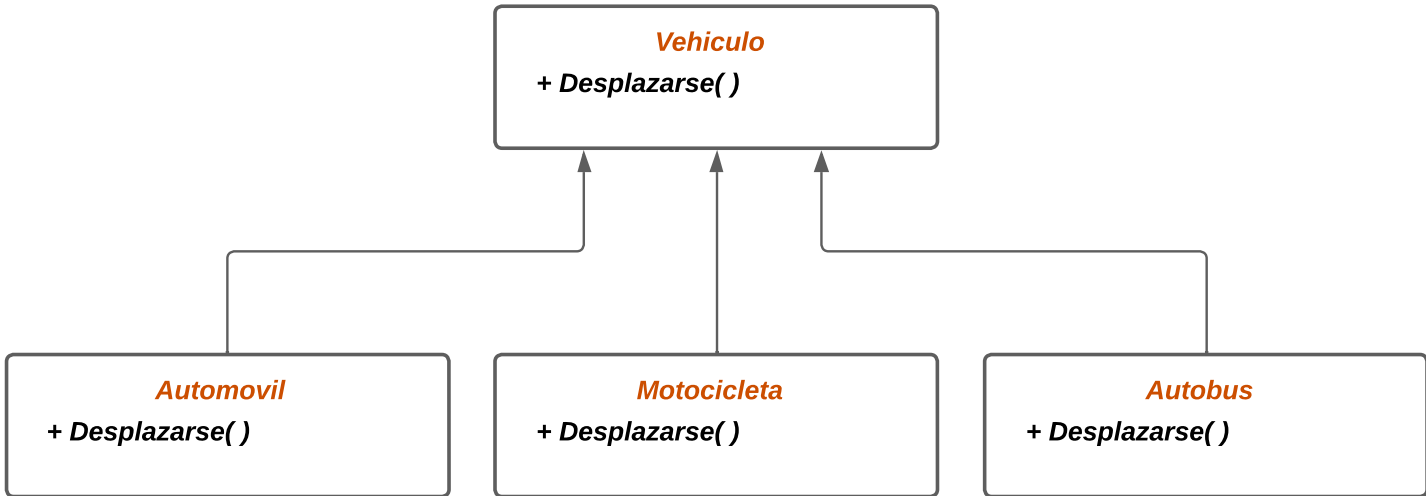 Vehiculo
+ Desplazarse( )
Automovil
+ Desplazarse( )
Motocicleta
+ Desplazarse( )
Autobus
+ Desplazarse( )